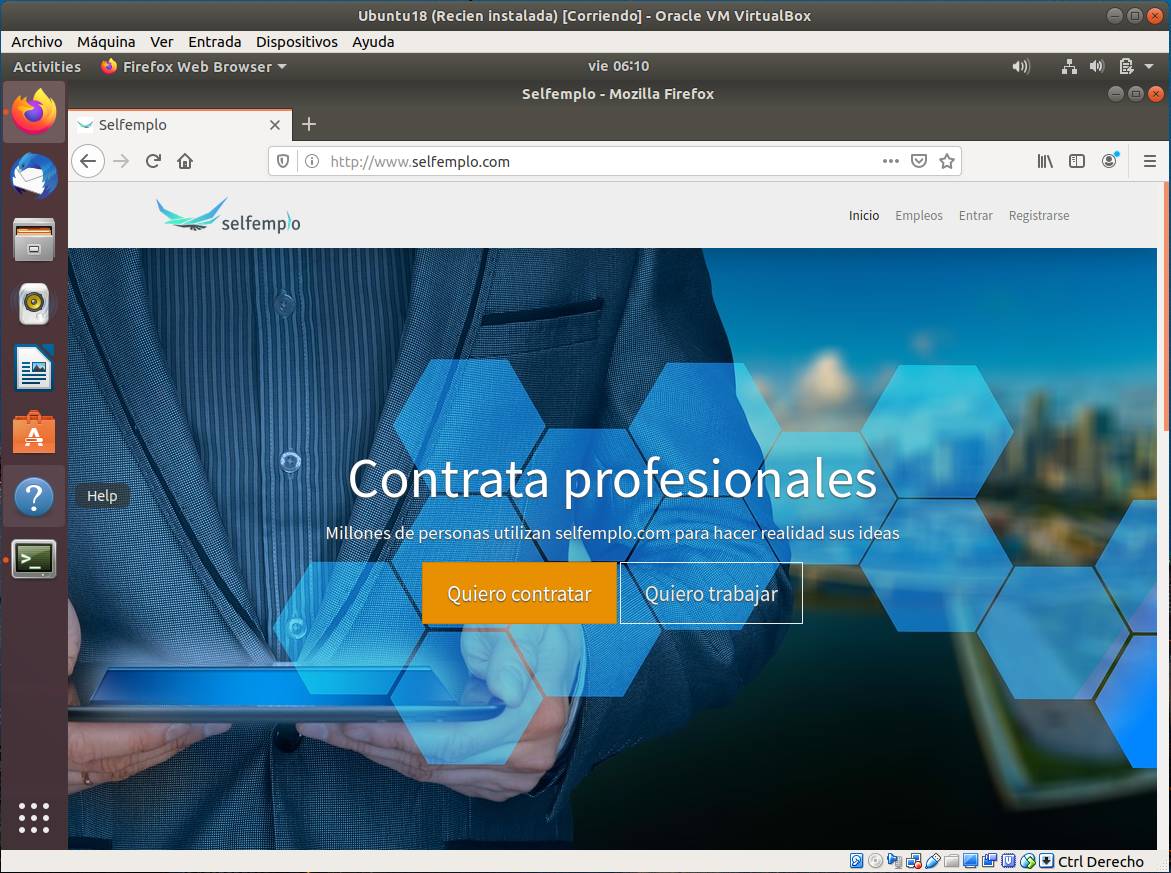 Ubuntu18 (Recien instalada) [Corriendo] - Oracle VM VirtualBox
Archivo Máquina Ver Entrada Dispositivos Ayuda
Activities Firefox Web Browser vie 06:10
Selfemplo - Mozilla Firefox
Selfemplo
http://www.selfemplo.com
selfemplo
Inicio Empleos Entrar Registrarse
Contrata profesionales
Help
Millones de personas utilizan selfemplo.com para hacer realidad sus ideas
Quiero contratar Quiero trabajar
Ctrl Derecho